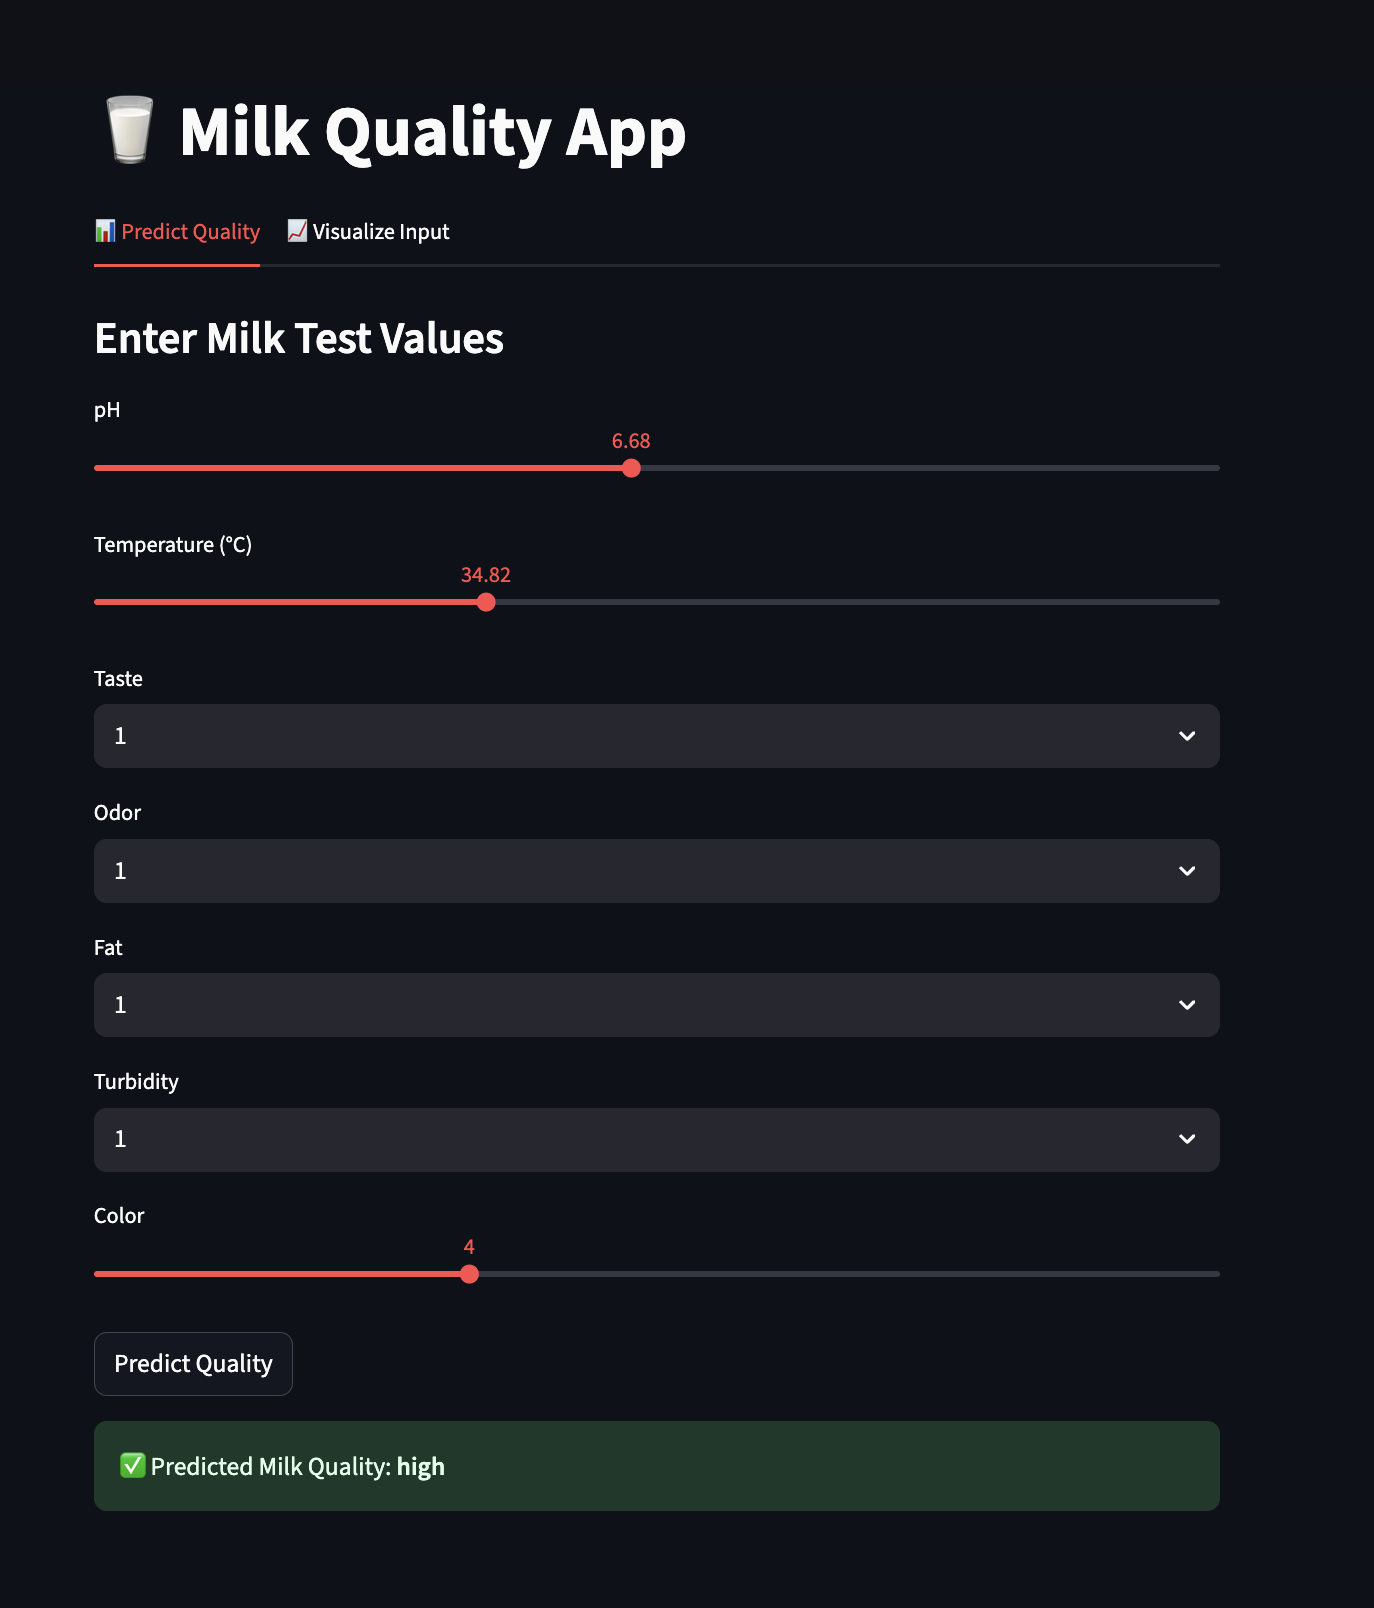 🥛 Milk Quality App
📊 Predict Quality 📈 Visualize Input
Enter Milk Test Values
pH
6.68
Temperature (°C)
34.82
Taste
1
Odor
1
Fat
1
Turbidity
1
Color
4
Predict Quality
✅ Predicted Milk Quality: high